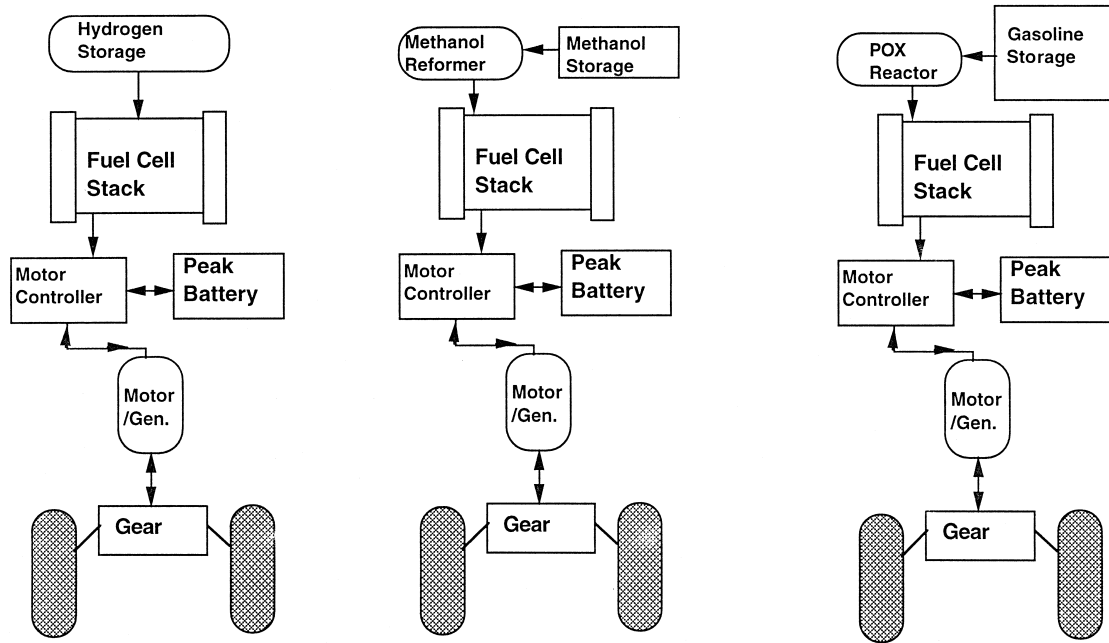 Hydrogen
Storage
Fuel Cell
Stack
Motor
Controller
Peak
Battery
Motor
/Gen.
Gear
Methanol
Reformer
Methanol
Storage
Fuel Cell
Stack
Motor
Controller
Peak
Battery
Motor
/Gen.
Gear
POX
Reactor
Gasoline
Storage
Fuel Cell
Stack
Motor
Controller
Peak
Battery
Motor
/Gen.
Gear